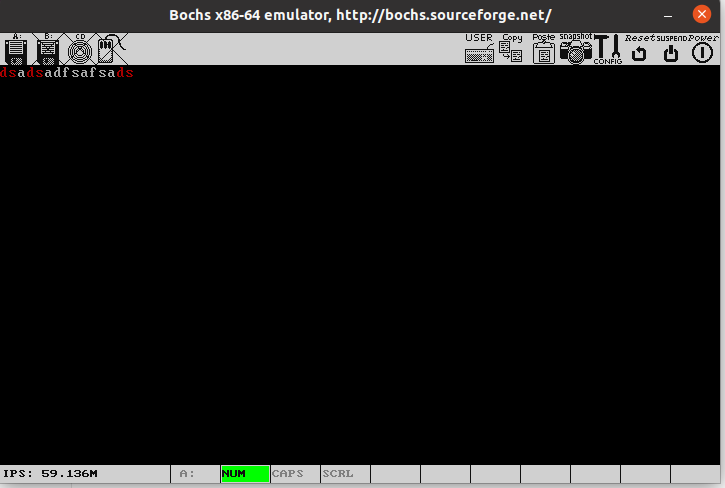 Bochs x86-64 emulator, http://bochs.sourceforge.net/
A: B: CD USER Copy Paste snapshot CONFIG Reset SUSPEND Power
dsadsadfsafsads
IPS: 59.136M A: NUM CAPS SCRL